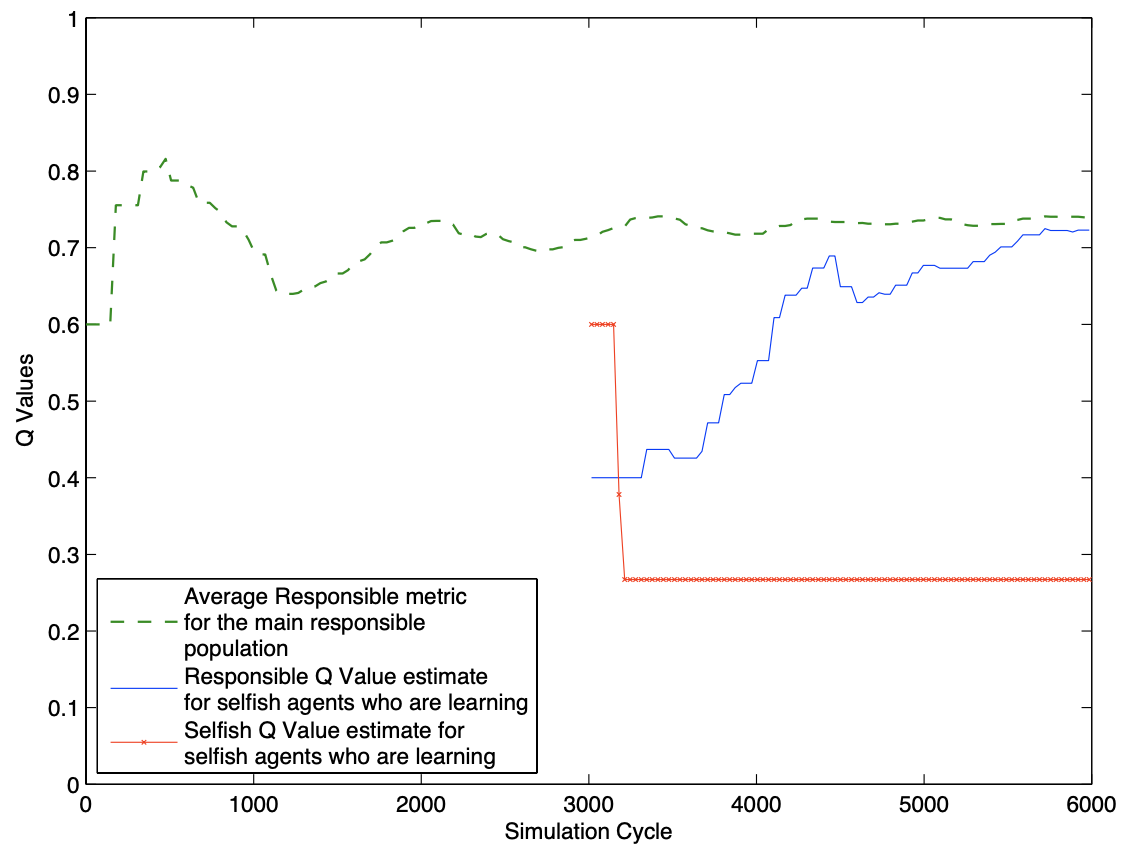 1
0.9
0.8
0.7
0.6
0.5
0.4
0.3
0.2
0.1
0
Q Values
Average Responsible metric
for the main responsible
population
Responsible Q Value estimate
for selfish agents who are learning
Selfish Q Value estimate for
selfish agents who are learning
0 1000 2000 3000 4000 5000 6000
Simulation Cycle